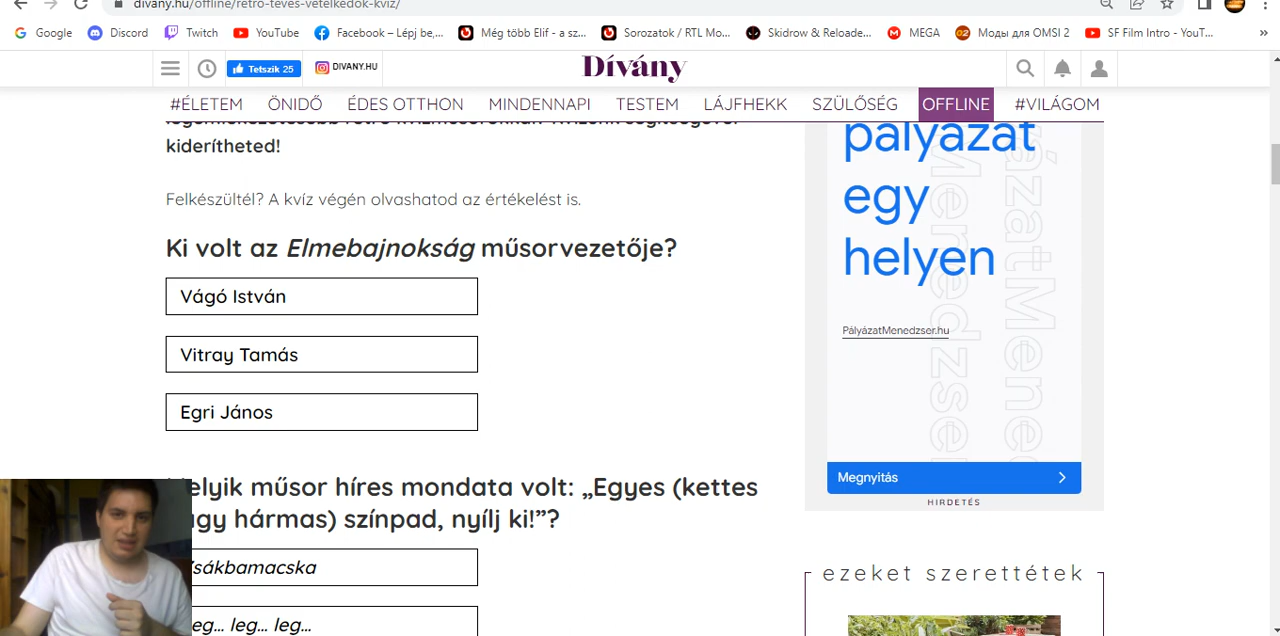 divany.hu/offline/retro-teves-vetelkedok-kviz/
Google Discord Twitch YouTube Facebook – Lépj be,... Még több Elif - a sz... Sorozatok / RTL Mo... Skidrow & Reloade... MEGA Моды для OMSI 2 SF Film Intro - YouT... »
Tetszik 25 DIVANY.HU Dívány
#ÉLETEM ÖNIDŐ ÉDES OTTHON MINDENNAPI TESTEM LÁJFHEKK SZÜLŐSÉG OFFLINE #VILÁGOM
kiderítheted!
Felkészültél? A kvíz végén olvashatod az értékelést is.
Ki volt az Elmebajnokság műsorvezetője?
Vágó István
Vitray Tamás
Egri János
elyik műsor híres mondata volt: „Egyes (kettes
gy hármas) színpad, nyílj ki!”?
sákbamacska
eg... leg... leg...
pályázat
egy
helyen
PályázatMenedzser.hu
Megnyitás
HIRDETÉS
ezeket szerettétek